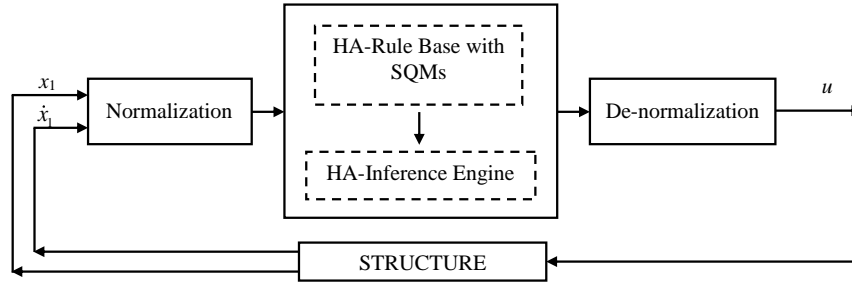 HA-Rule Base with
SQMs
x₁
Normalization
ẋ₁
De-normalization
u
HA-Inference Engine
STRUCTURE